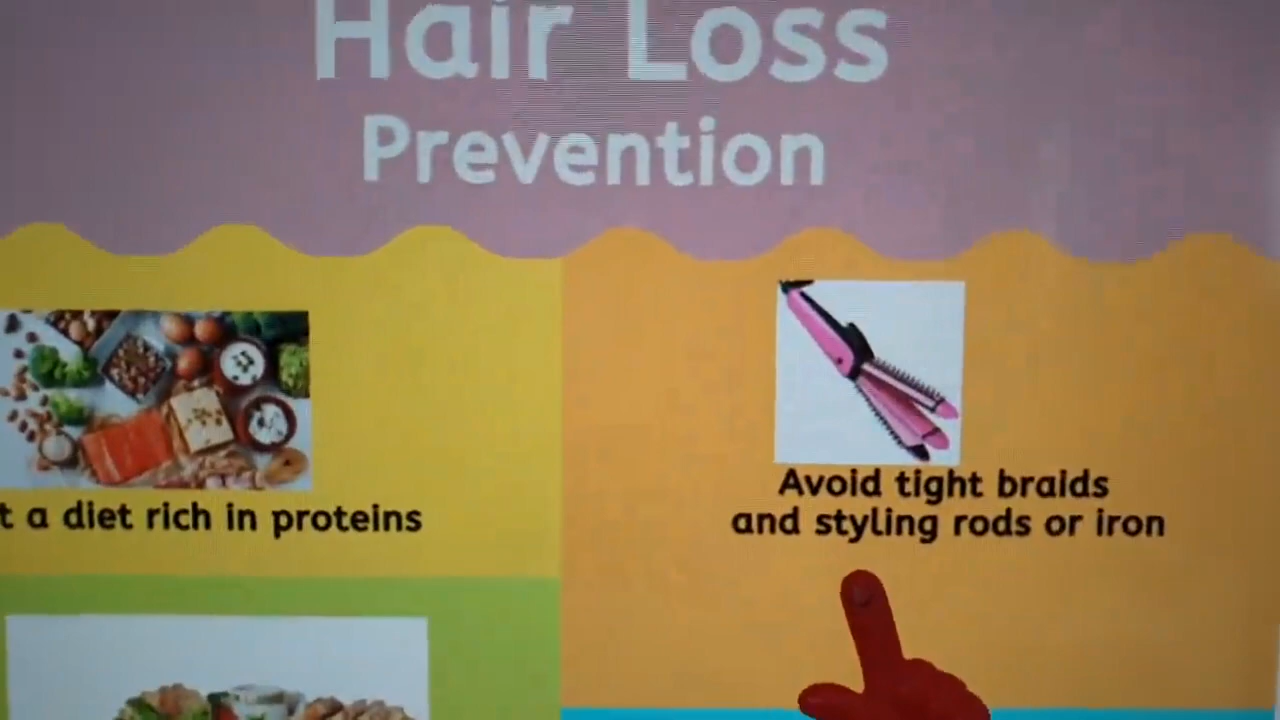 Hair Loss
Prevention
t a diet rich in proteins
Avoid tight braids
and styling rods or iron